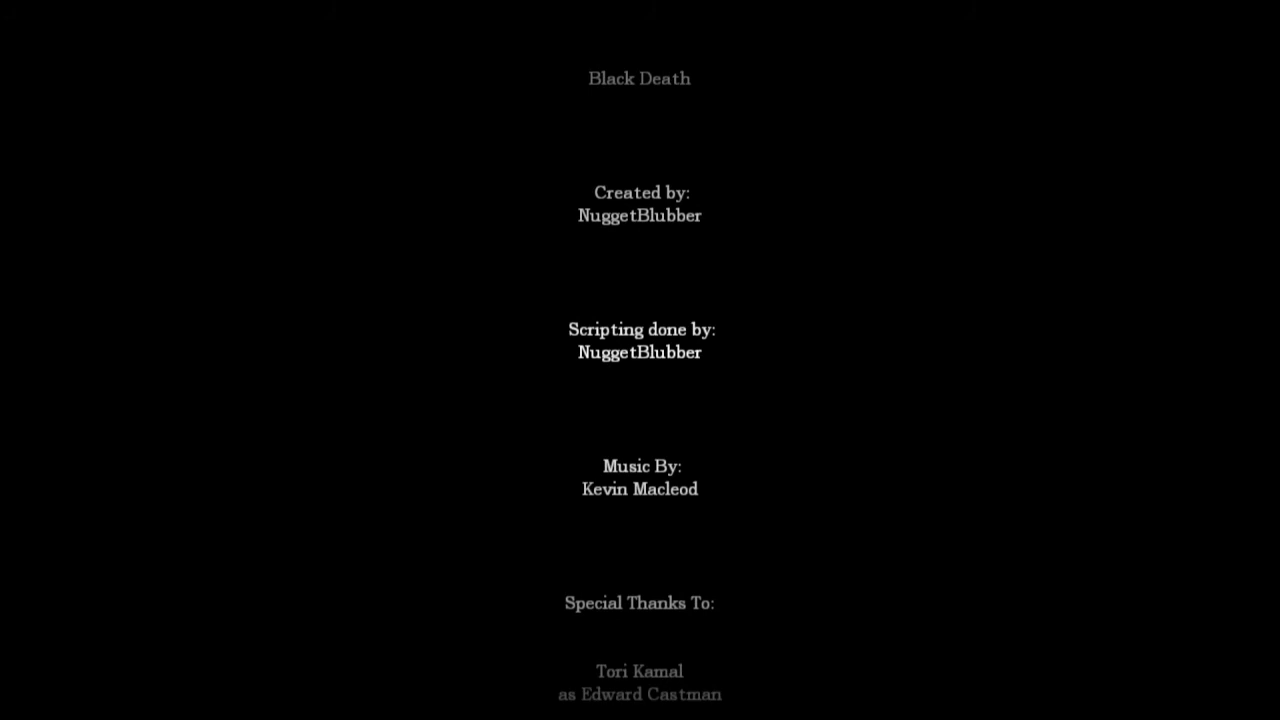 Black Death
Created by:
NuggetBlubber
Scripting done by:
NuggetBlubber
Music By:
Kevin Macleod
Special Thanks To:
Tori Kamal
as Edward Castman